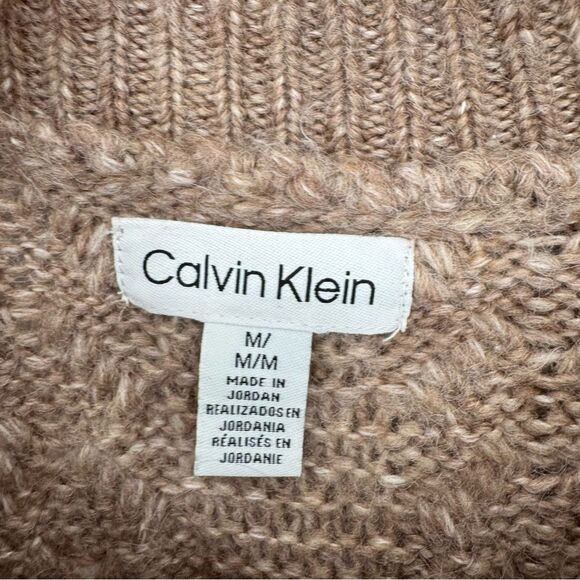 Calvin Klein
M/
M/M
MADE IN
JORDAN
REALIZADOS EN
JORDANIA
RÉALISÉS EN
JORDANIE